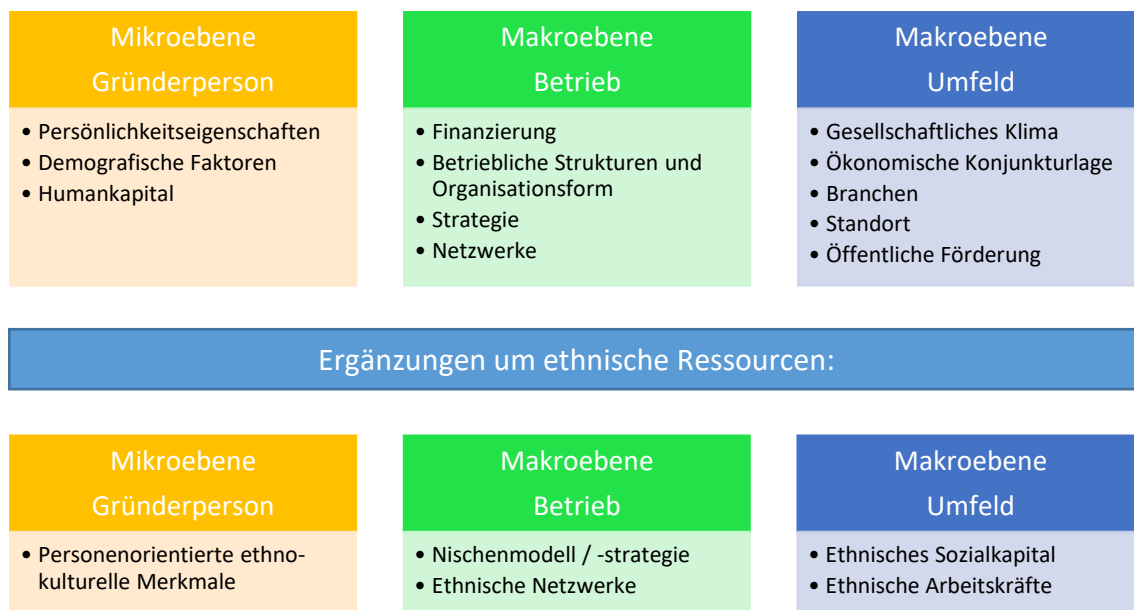 Mikroebene
Gründerperson
• Persönlichkeitseigenschaften
• Demografische Faktoren
• Humankapital
Makroebene
Betrieb
• Finanzierung
• Betriebliche Strukturen und
Organisationsform
• Strategie
• Netzwerke
Makroebene
Umfeld
• Gesellschaftliches Klima
• Ökonomische Konjunkturlage
• Branchen
• Standort
• Öffentliche Förderung
Ergänzungen um ethnische Ressourcen:
Mikroebene
Gründerperson
• Personenorientierte ethno-
kulturelle Merkmale
Makroebene
Betrieb
• Nischenmodell / -strategie
• Ethnische Netzwerke
Makroebene
Umfeld
• Ethnisches Sozialkapital
• Ethnische Arbeitskräfte